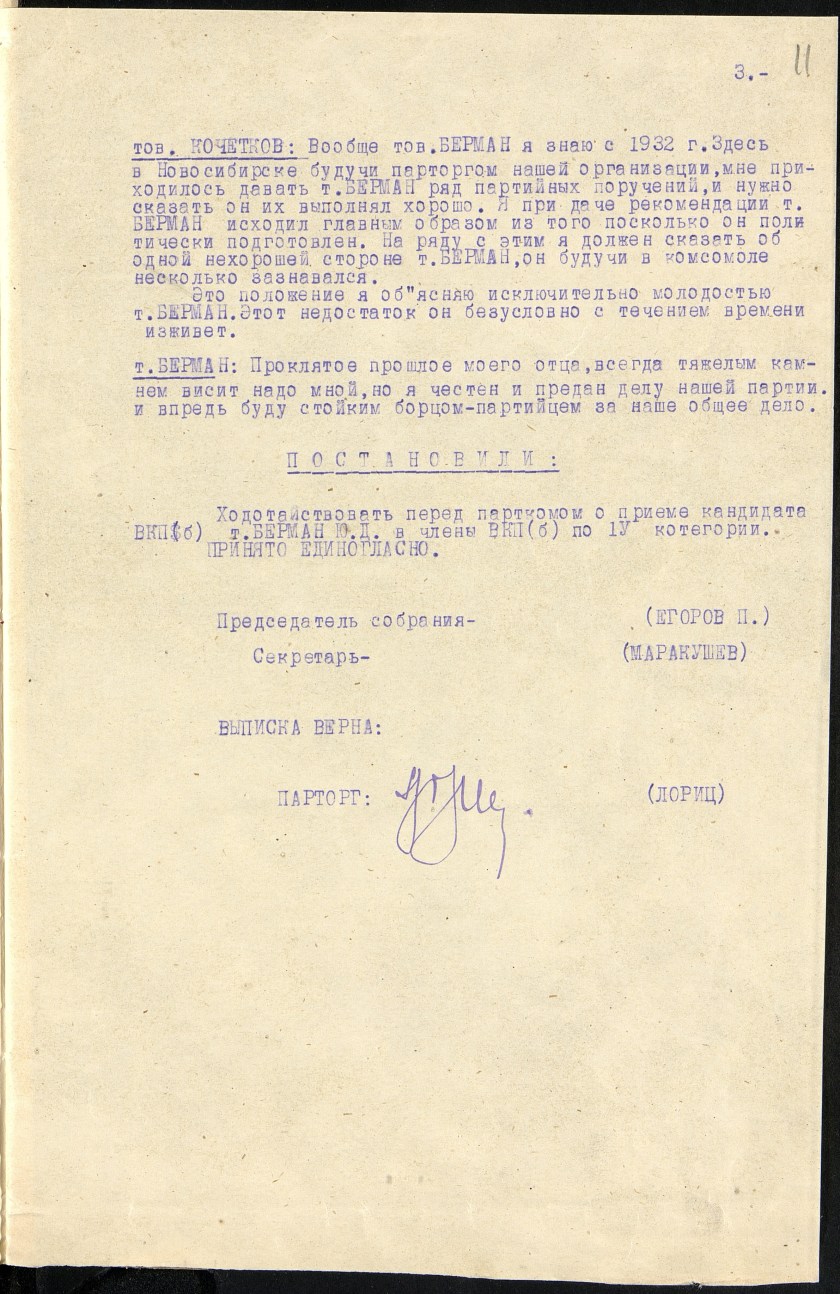 3.- 11
тов. КОЧЕТКОВ: Вообще тов.БЕРМАН я знаю с 1932 г.Здесь
в Новосибирске будучи парторгом нашей организации,мне при-
ходилось давать т.БЕРМАН ряд партийных поручений,и нужно
сказать он их выполнял хорошо. Я при даче рекомендации т.
БЕРМАН исходил главным образом из того посколько он поли
тически подготовлен. На ряду с этим я должен сказать об
одной нехорошей стороне т.БЕРМАН,он будучи в комсомоле
несколько зазнавался.
Это положение я об"ясняю исключительно молодостью
т.БЕРМАН.Этот недостаток он безусловно с течением времени
изживет.
т.БЕРМАН: Проклятое прошлое моего отца,всегда тяжелым кам-
нем висит надо мной,но я честен и предан делу нашей партии.
и впредь буду стойким борцом-партийцем за наше общее дело.
П О С Т А Н О В И Л И :
Ходотайствовать перед парткомом о приеме кандидата
ВКП(б) т.БЕРМАН Ю.Д. в члены ВКП(б) по 1У котегории.
ПРИНЯТО ЕДИНОГЛАСНО.
Председатель собрания- (ЕГОРОВ П.)
Секретарь- (МАРАКУШЕВ)
ВЫПИСКА ВЕРНА:
ПАРТОРГ: (ЛОРИЦ)